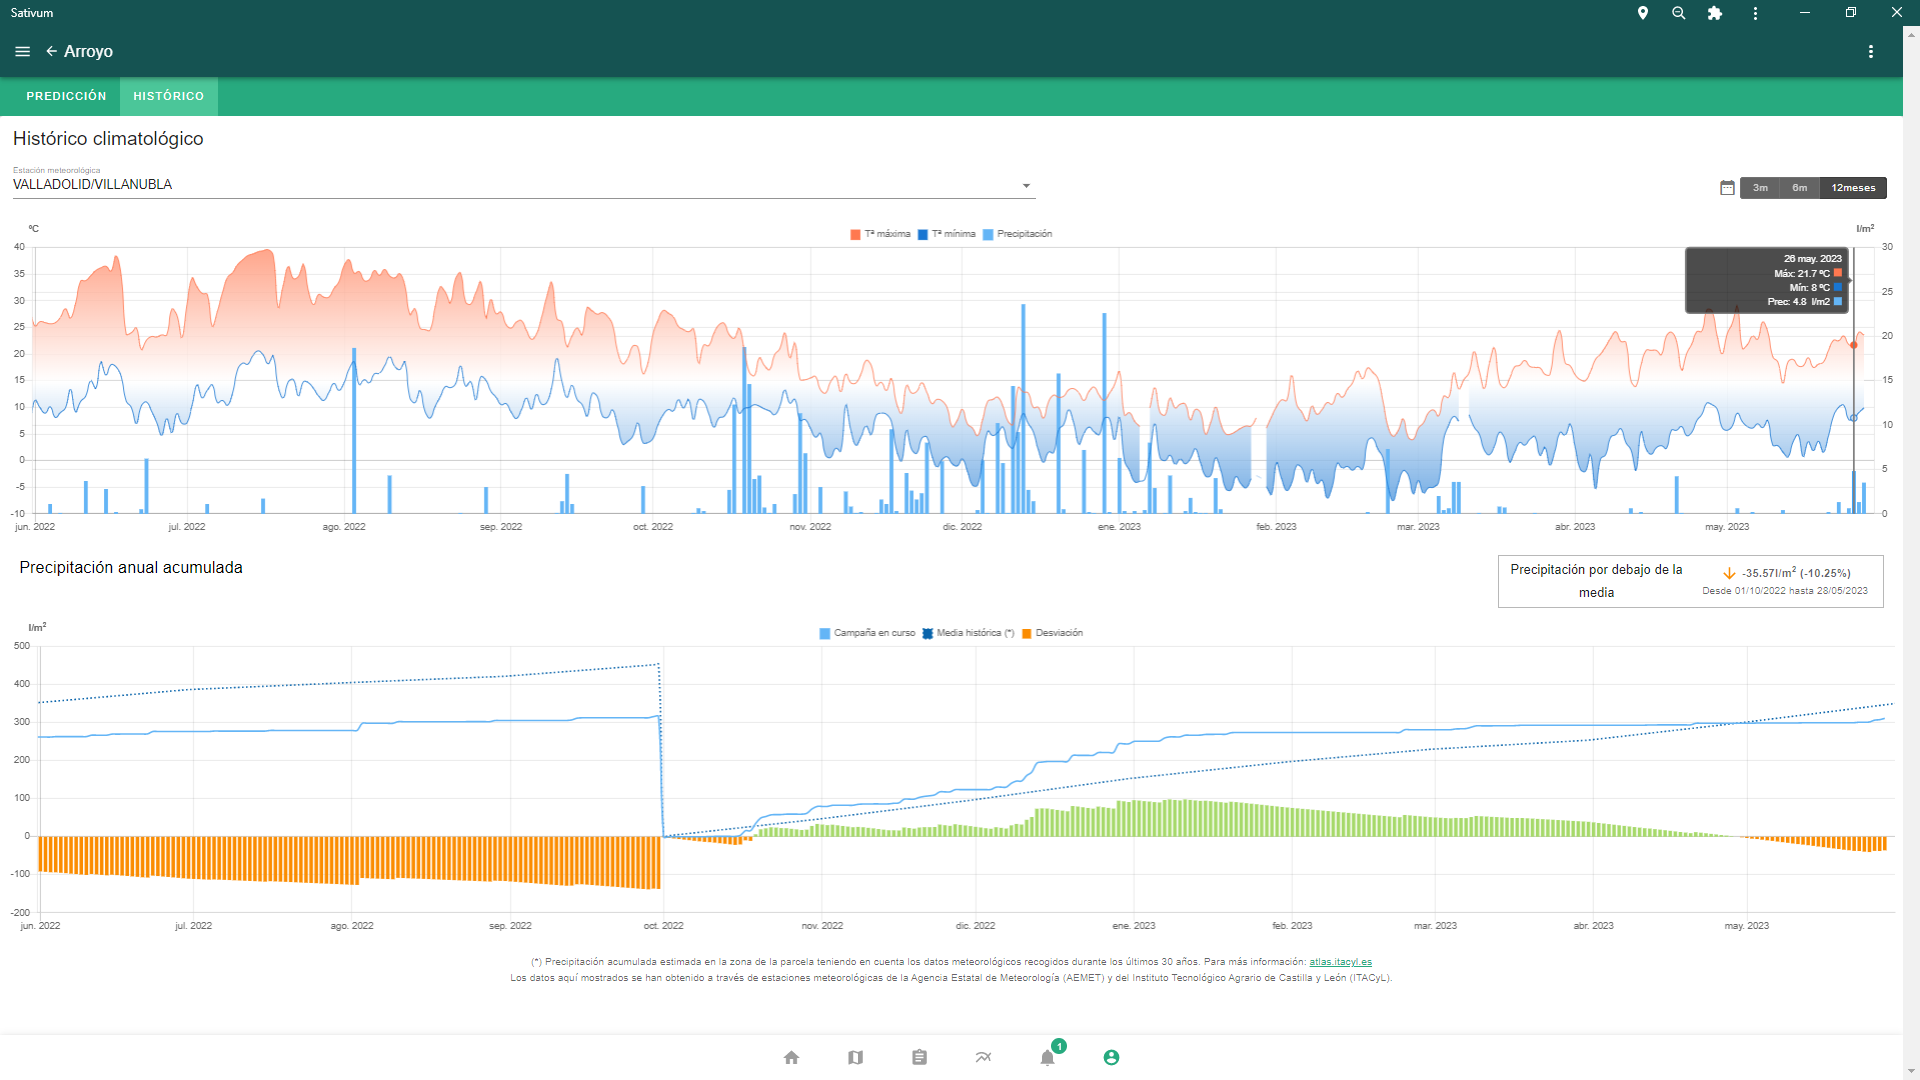 Sativum
Arroyo
PREDICCIÓN HISTÓRICO
Histórico climatológico
Estación meteorológica
VALLADOLID/VILLANUBLA
3m 6m 12meses
ºC l/m²
Tª máxima Tª mínima Precipitación
40 30
35
30 25
25
20 20
15 15
10 10
5
0 5
-5
-10 0
26 may. 2023
Máx: 21.7 ºC
Mín: 8 ºC
Prec: 4.8 l/m2
jun. 2022 jul. 2022 ago. 2022 sep. 2022 oct. 2022 nov. 2022 dic. 2022 ene. 2023 feb. 2023 mar. 2023 abr. 2023 may. 2023
Precipitación anual acumulada
Precipitación por debajo de la
media
-35.57l/m² (-10.25%)
Desde 01/10/2022 hasta 28/05/2023
l/m²
Campaña en curso Media histórica (*) Desviación
500
400
300
200
100
0
-100
-200
jun. 2022 jul. 2022 ago. 2022 sep. 2022 oct. 2022 nov. 2022 dic. 2022 ene. 2023 feb. 2023 mar. 2023 abr. 2023 may. 2023
(*) Precipitación acumulada estimada en la zona de la parcela teniendo en cuenta los datos meteorológicos recogidos durante los últimos 30 años. Para más información: atlas.itacyl.es
Los datos aquí mostrados se han obtenido a través de estaciones meteorológicas de la Agencia Estatal de Meteorología (AEMET) y del Instituto Tecnológico Agrario de Castilla y León (ITACyL).
1